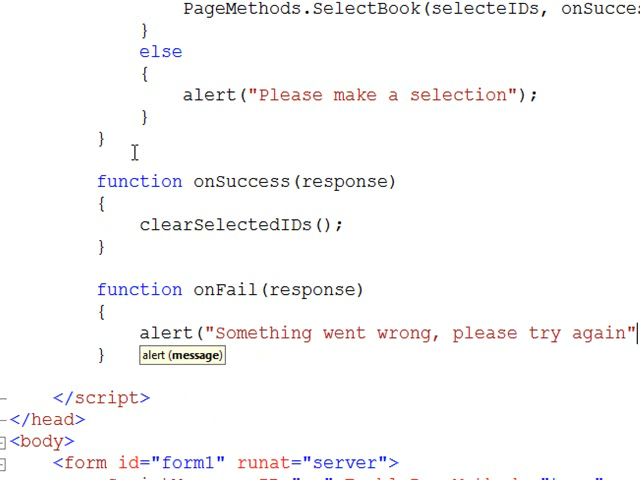 PageMethods.SelectBook(selecteIDs, onSucce
}
else
{
alert("Please make a selection");
}
}
function onSuccess(response)
{
clearSelectedIDs();
}
function onFail(response)
{
alert("Something went wrong, please try again"
} alert (message)
</script>
</head>
<body>
<form id="form1" runat="server">